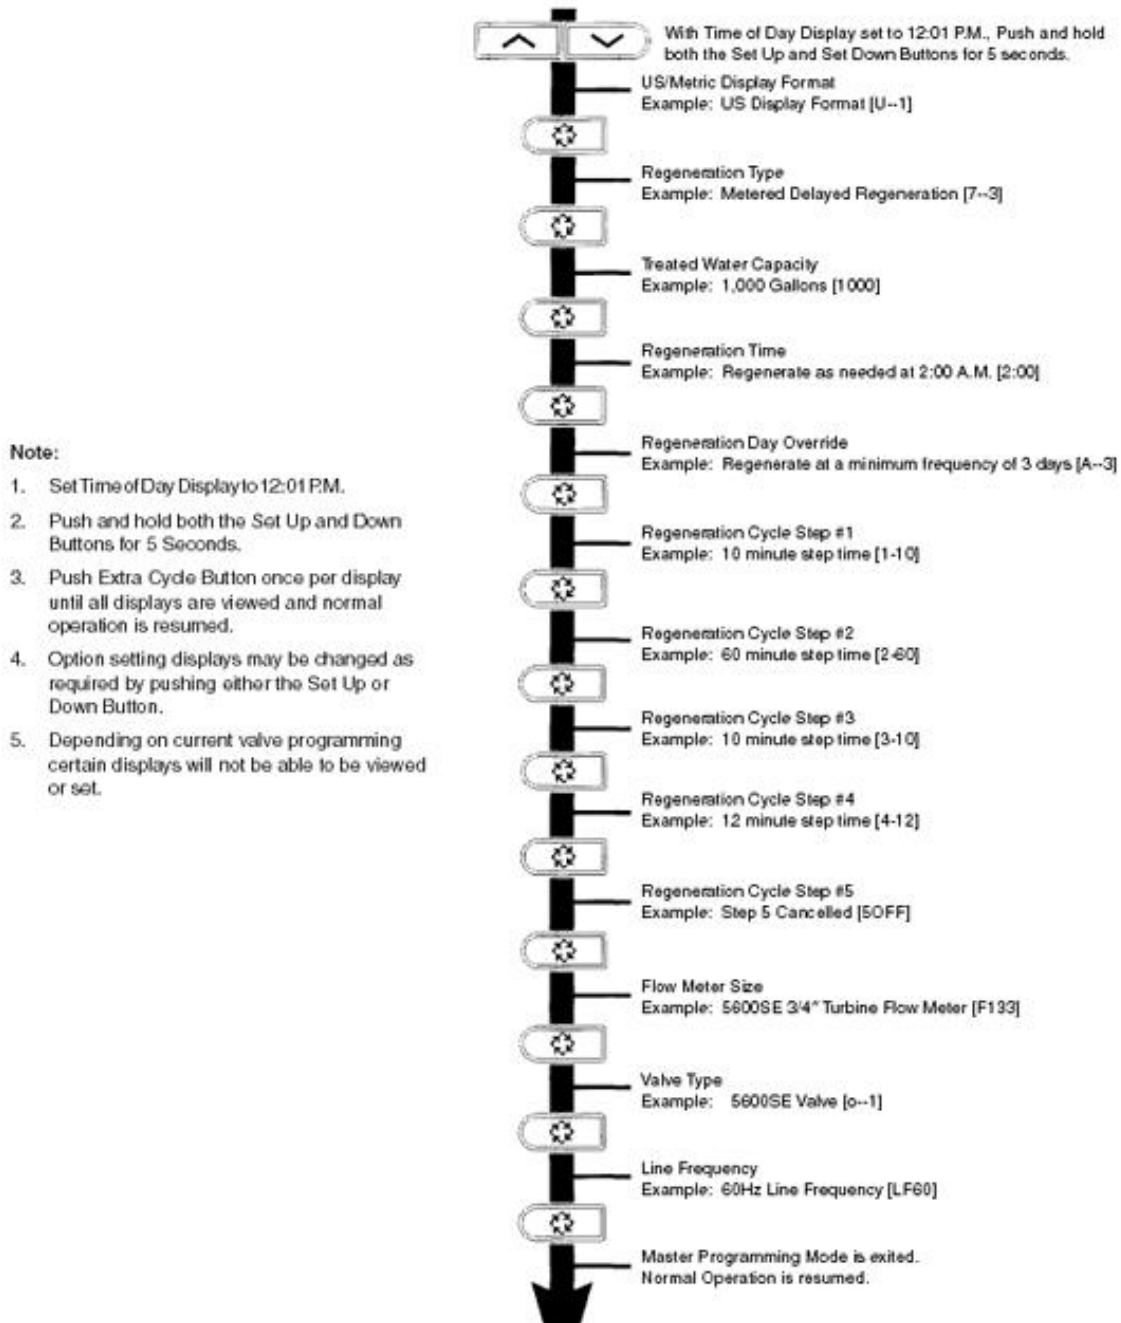 With Time of Day Display set to 12:01 P.M., Push and hold
both the Set Up and Set Down Buttons for 5 seconds.
US/Metric Display Format
Example: US Display Format [U--1]
Regeneration Type
Example: Metered Delayed Regeneration [7--3]
Treated Water Capacity
Example: 1,000 Gallons [1000]
Regeneration Time
Example: Regenerate as needed at 2:00 A.M. [2:00]
Regeneration Day Override
Example: Regenerate at a minimum frequency of 3 days [A--3]
Regeneration Cycle Step #1
Example: 10 minute step time [1-10]
Regeneration Cycle Step #2
Example: 60 minute step time [2-60]
Regeneration Cycle Step #3
Example: 10 minute step time [3-10]
Regeneration Cycle Step #4
Example: 12 minute step time [4-12]
Regeneration Cycle Step #5
Example: Step 5 Cancelled [5OFF]
Flow Meter Size
Example: 5600SE 3/4" Turbine Flow Meter [F133]
Valve Type
Example: 5600SE Valve [o--1]
Line Frequency
Example: 60Hz Line Frequency [LF60]
Master Programming Mode is exited.
Normal Operation is resumed.
Note:
1. Set Time of Day Display to 12:01 P.M.
2. Push and hold both the Set Up and Down
Buttons for 5 Seconds.
3. Push Extra Cycle Button once per display
until all displays are viewed and normal
operation is resumed.
4. Option setting displays may be changed as
required by pushing either the Set Up or
Down Button.
5. Depending on current valve programming
certain displays will not be able to be viewed
or set.